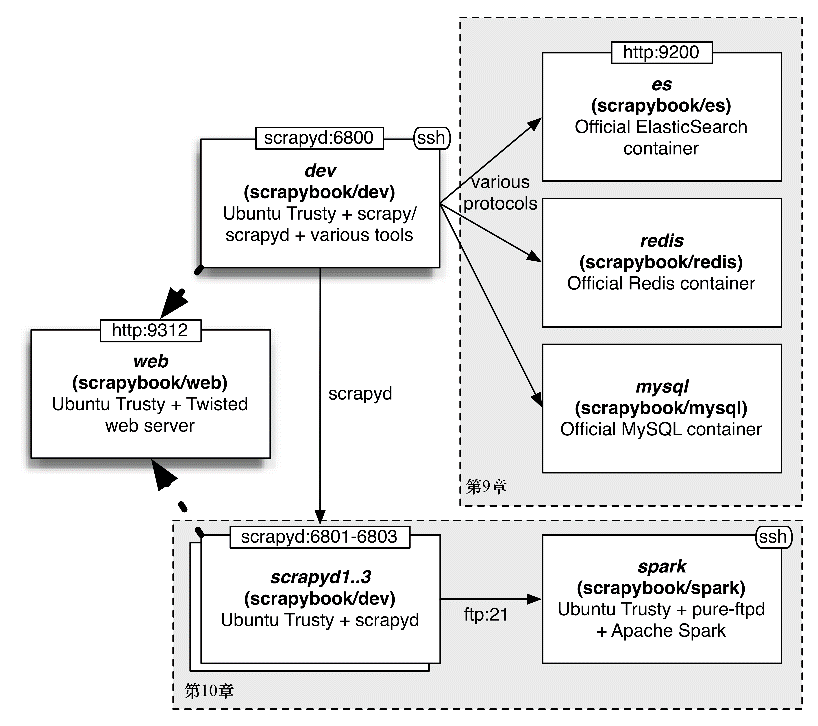 http:9200
es
(scrapybook/es)
Official ElasticSearch
container
scrapyd:6800
ssh
dev
(scrapybook/dev)
Ubuntu Trusty + scrapy/
scrapyd + various tools
various
protocols
redis
(scrapybook/redis)
Official Redis container
http:9312
web
(scrapybook/web)
Ubuntu Trusty + Twisted
web server
scrapyd
mysql
(scrapybook/mysql)
Official MySQL container
第9章
scrapyd:6801-6803
scrapyd1..3
(scrapybook/dev)
Ubuntu Trusty + scrapyd
ftp:21
ssh
spark
(scrapybook/spark)
Ubuntu Trusty + pure-ftpd
+ Apache Spark
第10章